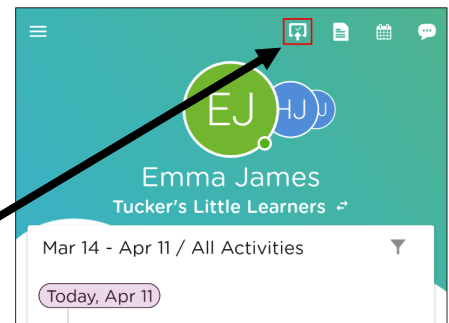 EJ HJ J
Emma James
Tucker's Little Learners
Mar 14 - Apr 11 / All Activities
Today, Apr 11